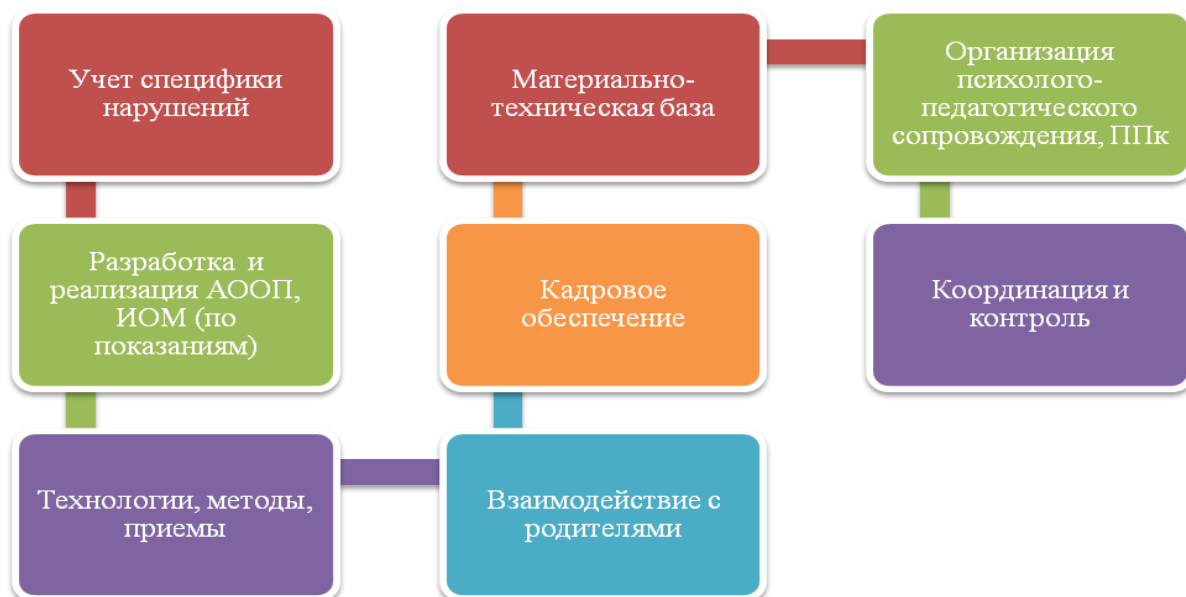 Учет специфики
нарушений
Разработка и
реализация АООП,
ИОМ (по
показаниям)
Технологии, методы,
приемы
Взаимодействие с
родителями
Кадровое
обеспечение
Материально-
техническая база
Организация
психолого-
педагогического
сопровождения, ППк
Координация и
контроль